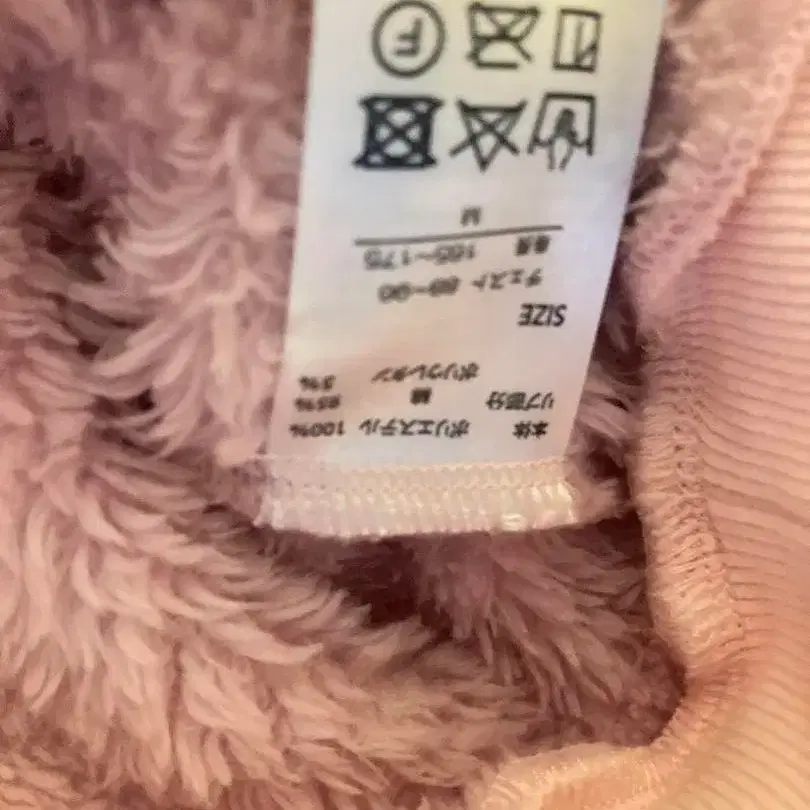 本体 ポリエステル 100%
リブ部分 綿 95%
ポリウレタン 5%
SIZE
チェスト 88~96
身長 165~175
M
F